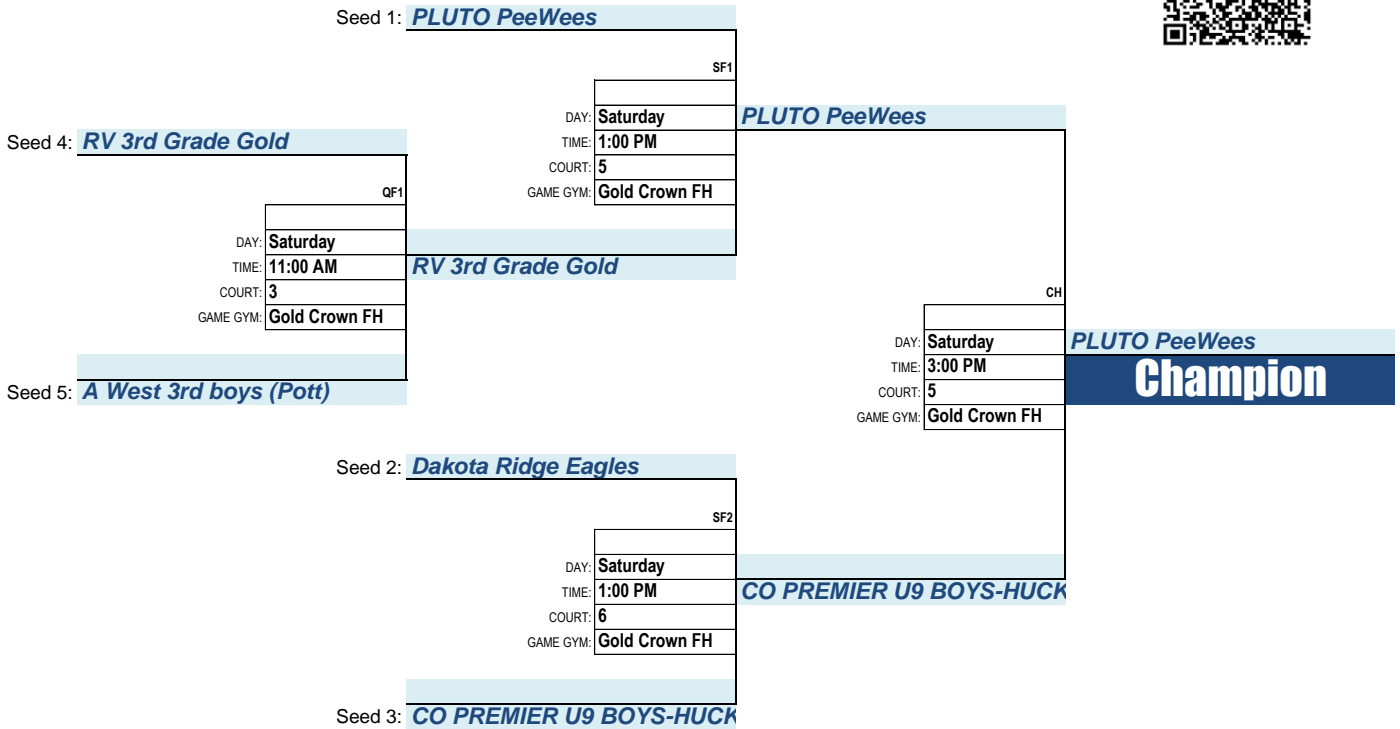 Seed 1: PLUTO PeeWees
SF1
DAY: Saturday
TIME: 1:00 PM
COURT: 5
GAME GYM: Gold Crown FH
PLUTO PeeWees
Seed 4: RV 3rd Grade Gold
QF1
DAY: Saturday
TIME: 11:00 AM
COURT: 3
GAME GYM: Gold Crown FH
RV 3rd Grade Gold
Seed 5: A West 3rd boys (Pott)
CH
DAY: Saturday
TIME: 3:00 PM
COURT: 5
GAME GYM: Gold Crown FH
PLUTO PeeWees
Champion
Seed 2: Dakota Ridge Eagles
SF2
DAY: Saturday
TIME: 1:00 PM
COURT: 6
GAME GYM: Gold Crown FH
CO PREMIER U9 BOYS-HUCK
Seed 3: CO PREMIER U9 BOYS-HUCK